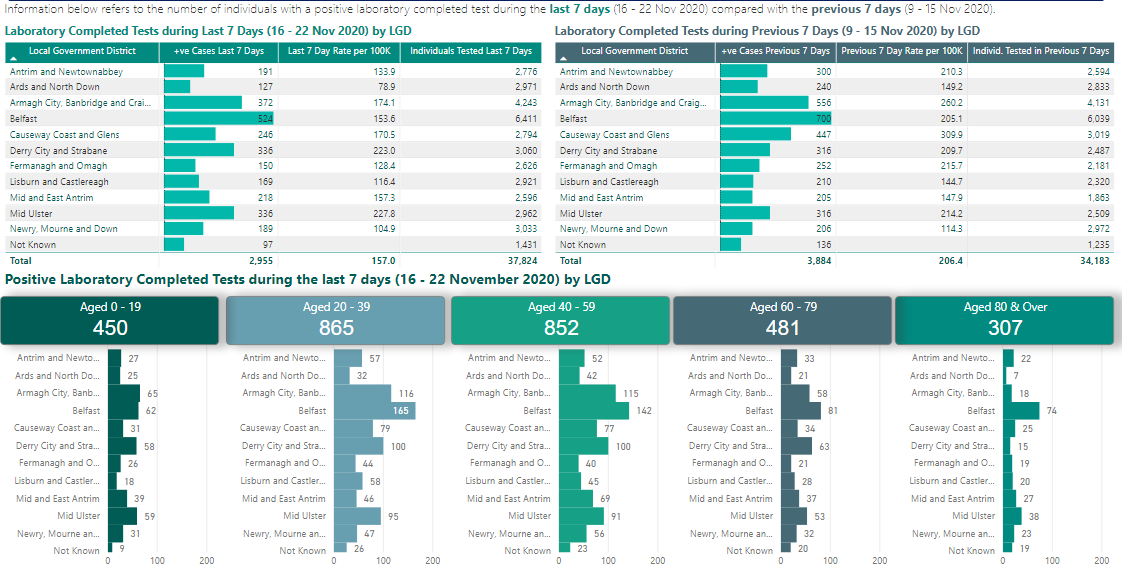 Information below refers to the number of individuals with a positive laboratory completed test during the last 7 days (16 - 22 Nov 2020) compared with the previous 7 days (9 - 15 Nov 2020).
Laboratory Completed Tests during Last 7 Days (16 - 22 Nov 2020) by LGD
Local Government District +ve Cases Last 7 Days Last 7 Day Rate per 100K Individuals Tested Last 7 Days
Antrim and Newtownabbey 191 133.9 2,776
Ards and North Down 127 78.9 2,971
Armagh City, Banbridge and Crai... 372 174.1 4,243
Belfast 524 153.6 6,411
Causeway Coast and Glens 246 170.5 2,794
Derry City and Strabane 336 223.0 3,060
Fermanagh and Omagh 150 128.4 2,626
Lisburn and Castlereagh 169 116.4 2,921
Mid and East Antrim 218 157.3 2,596
Mid Ulster 336 227.8 2,962
Newry, Mourne and Down 189 104.9 3,033
Not Known 97 1,431
Total 2,955 157.0 37,824
Laboratory Completed Tests during Previous 7 Days (9 - 15 Nov 2020) by LGD
Local Government District +ve Cases Previous 7 Days Previous 7 Day Rate per 100K Individ. Tested in Previous 7 Days
Antrim and Newtownabbey 300 210.3 2,594
Ards and North Down 240 149.2 2,833
Armagh City, Banbridge and Craig... 556 260.2 4,131
Belfast 700 205.1 6,039
Causeway Coast and Glens 447 309.9 3,019
Derry City and Strabane 316 209.7 2,487
Fermanagh and Omagh 252 215.7 2,181
Lisburn and Castlereagh 210 144.7 2,320
Mid and East Antrim 205 147.9 1,863
Mid Ulster 316 214.2 2,509
Newry, Mourne and Down 206 114.3 2,972
Not Known 136 1,235
Total 3,884 206.4 34,183
Positive Laboratory Completed Tests during the last 7 days (16 - 22 November 2020) by LGD
Aged 0 - 19
450
Antrim and Newto... 27
Ards and North Do... 25
Armagh City, Banb... 65
Belfast 62
Causeway Coast an... 31
Derry City and Stra... 58
Fermanagh and O... 26
Lisburn and Castler... 18
Mid and East Antrim 39
Mid Ulster 59
Newry, Mourne an... 31
Not Known 9
0 100 200
Aged 20 - 39
865
Antrim and Newto... 57
Ards and North Do... 32
Armagh City, Banb... 116
Belfast 165
Causeway Coast an... 79
Derry City and Stra... 100
Fermanagh and O... 44
Lisburn and Castler... 58
Mid and East Antrim 46
Mid Ulster 95
Newry, Mourne an... 47
Not Known 26
0 100 200
Aged 40 - 59
852
Antrim and Newto... 52
Ards and North Do... 42
Armagh City, Banb... 115
Belfast 142
Causeway Coast an... 77
Derry City and Stra... 100
Fermanagh and O... 40
Lisburn and Castler... 45
Mid and East Antrim 69
Mid Ulster 91
Newry, Mourne an... 56
Not Known 23
0 100 200
Aged 60 - 79
481
Antrim and Newto... 33
Ards and North Do... 21
Armagh City, Banb... 58
Belfast 81
Causeway Coast an... 34
Derry City and Stra... 63
Fermanagh and O... 21
Lisburn and Castler... 28
Mid and East Antrim 37
Mid Ulster 53
Newry, Mourne an... 32
Not Known 20
0 100 200
Aged 80 & Over
307
Antrim and Newto... 22
Ards and North Do... 7
Armagh City, Banb... 18
Belfast 74
Causeway Coast an... 25
Derry City and Stra... 15
Fermanagh and O... 19
Lisburn and Castler... 20
Mid and East Antrim 27
Mid Ulster 38
Newry, Mourne an... 23
Not Known 19
0 100 200